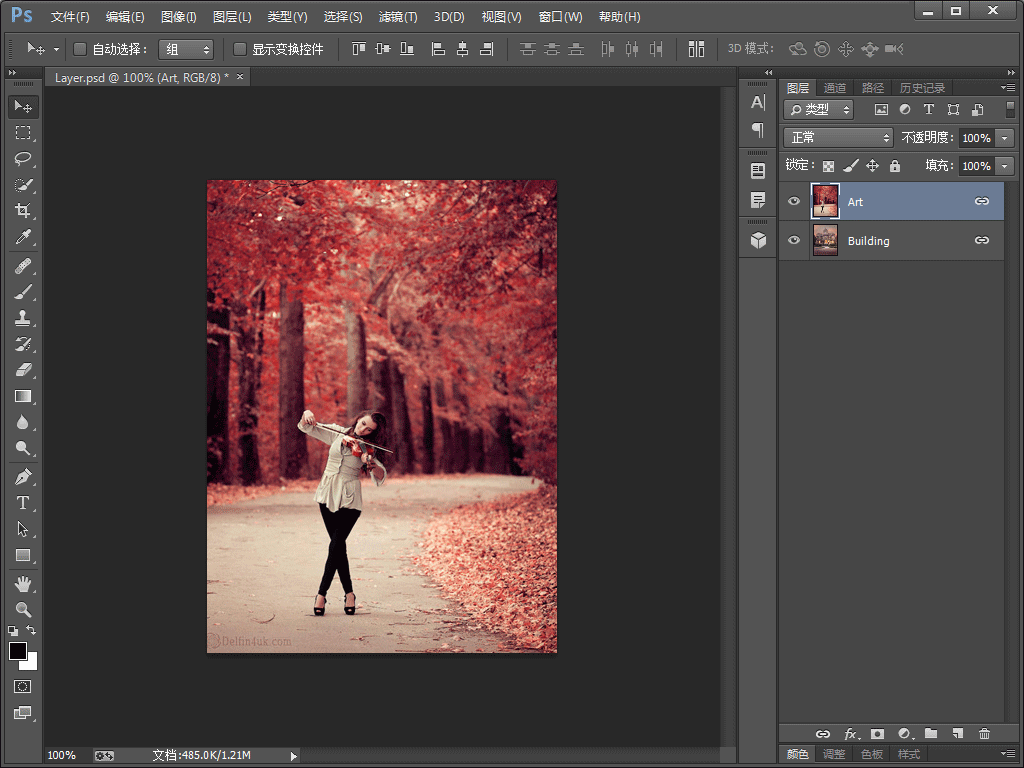 Ps 文件(F) 编辑(E) 图像(I) 图层(L) 类型(Y) 选择(S) 滤镜(T) 3D(D) 视图(V) 窗口(W) 帮助(H)
自动选择： 组 显示变换控件 3D 模式：
Layer.psd @ 100% (Art, RGB/8) * ×
图层 通道 路径 历史记录
类型
正常 不透明度： 100%
锁定： 填充： 100%
Art
Building
Delfin4uk.com
100% 文档:485.0K/1.21M
颜色 调整 色板 样式